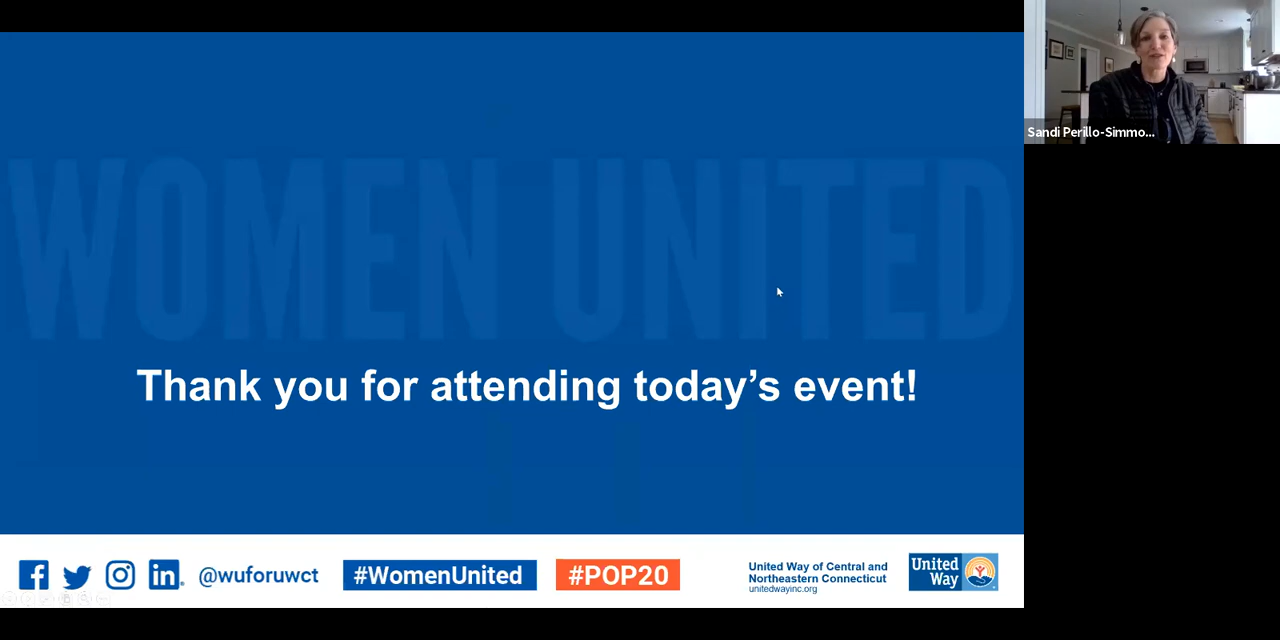 Sandi Perillo-Simmo...
WOMEN UNITED
Thank you for attending today’s event!
@wuforuwct
#WomenUnited
#POP20
United Way of Central and
Northeastern Connecticut
unitedwayinc.org
United
Way